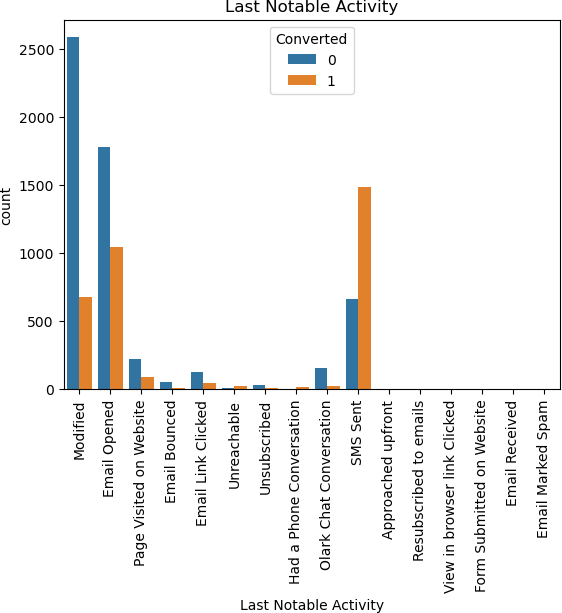 Last Notable Activity
Converted
0
1
2500
2000
1500
1000
500
0
count
Modified
Email Opened
Page Visited on Website
Email Bounced
Email Link Clicked
Unreachable
Unsubscribed
Had a Phone Conversation
Olark Chat Conversation
SMS Sent
Approached upfront
Resubscribed to emails
View in browser link Clicked
Form Submitted on Website
Email Received
Email Marked Spam
Last Notable Activity